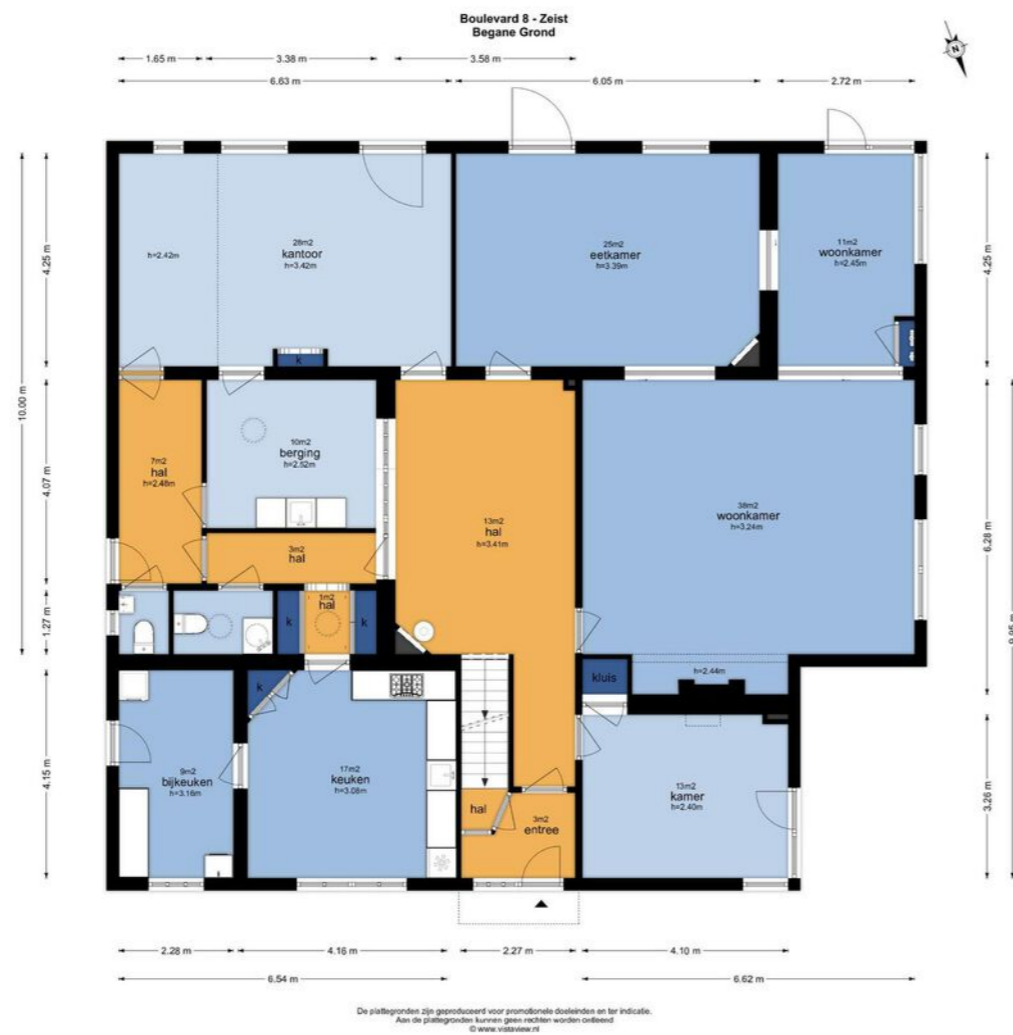 Boulevard 8 - Zeist
Begane Grond
N
1.65 m
3.38 m
3.58 m
6.63 m
6.05 m
2.72 m
10.00 m
4.25 m
4.07 m
1.27 m
4.15 m
4.25 m
6.28 m
9.95 m
3.26 m
h=2.42m
28m2
kantoor
h=3.42m
k
25m2
eetkamer
h=3.39m
11m2
woonkamer
h=2.45m
7m2
hal
h=2.48m
10m2
berging
h=2.52m
3m2
hal
13m2
hal
h=3.41m
38m2
woonkamer
h=3.24m
k
1m2
hal
k
h=2.44m
kluis
k
9m2
bijkeuken
h=3.16m
17m2
keuken
h=3.08m
hal
3m2
entree
13m2
kamer
h=2.40m
2.28 m
4.16 m
2.27 m
4.10 m
6.54 m
6.62 m
De plattegronden zijn geproduceerd voor promotionele doeleinden en ter indicatie.
Aan de plattegronden kunnen geen rechten worden ontleend
© www.vistaview.nl